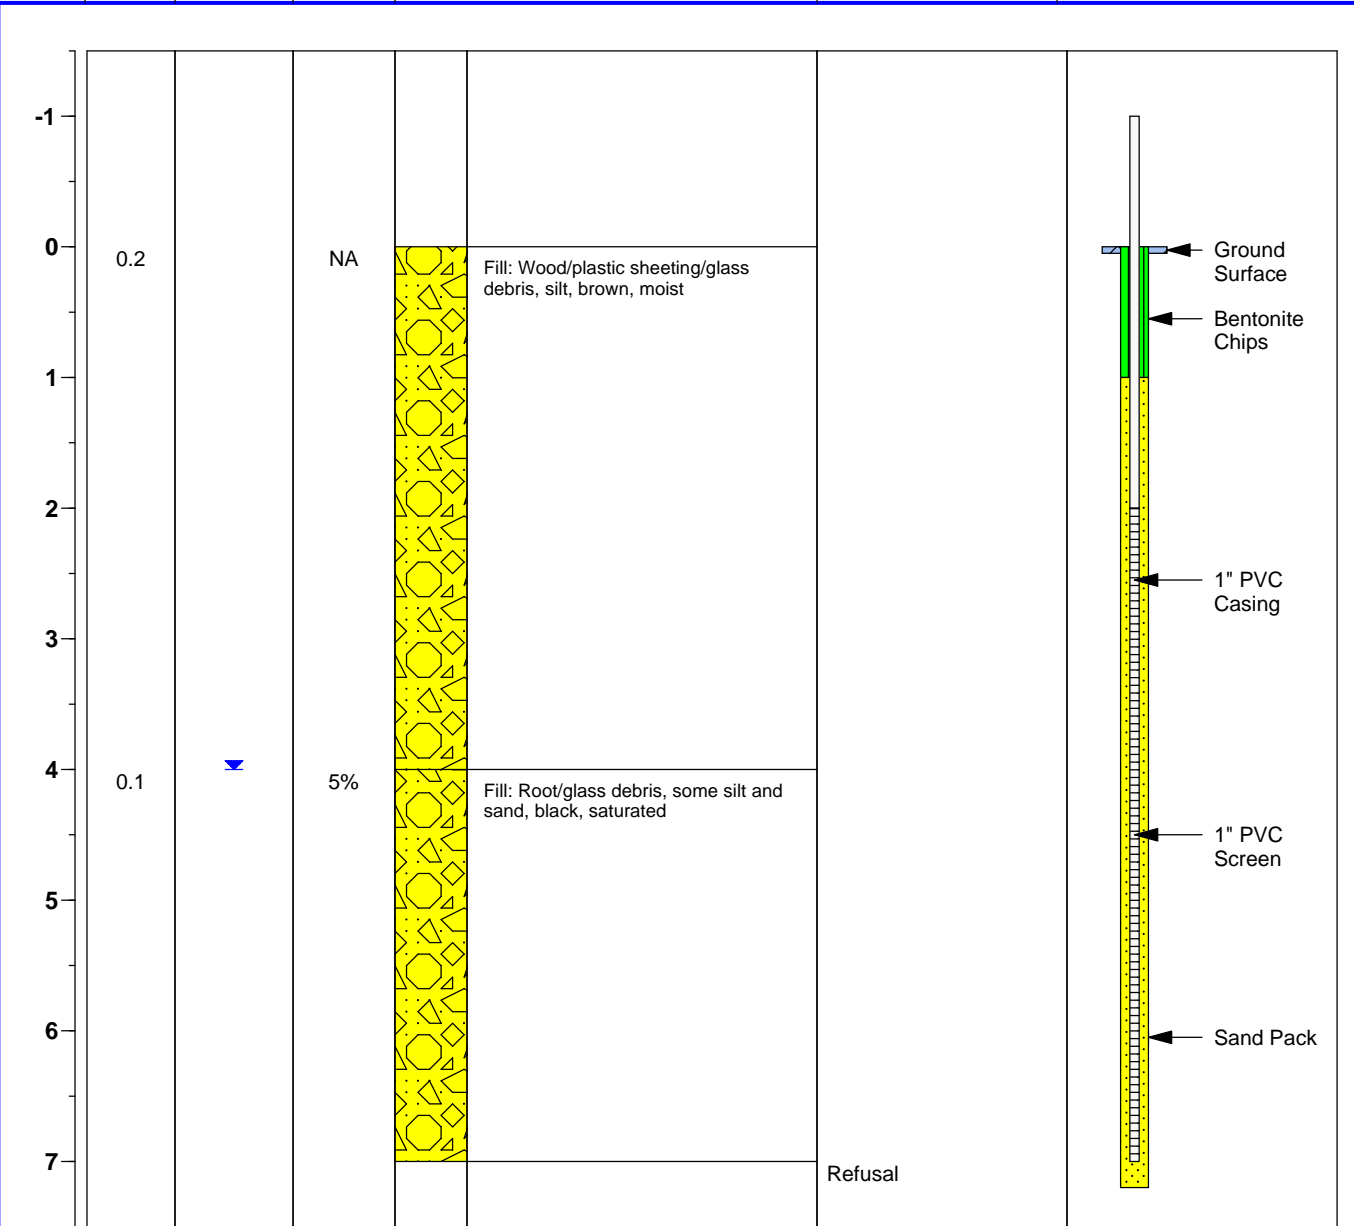 -1
0
0.2
NA
Fill: Wood/plastic sheeting/glass
debris, silt, brown, moist
Ground
Surface
Bentonite
Chips
1
2
1" PVC
Casing
3
4
0.1
5%
Fill: Root/glass debris, some silt and
sand, black, saturated
1" PVC
Screen
5
6
Sand Pack
7
Refusal